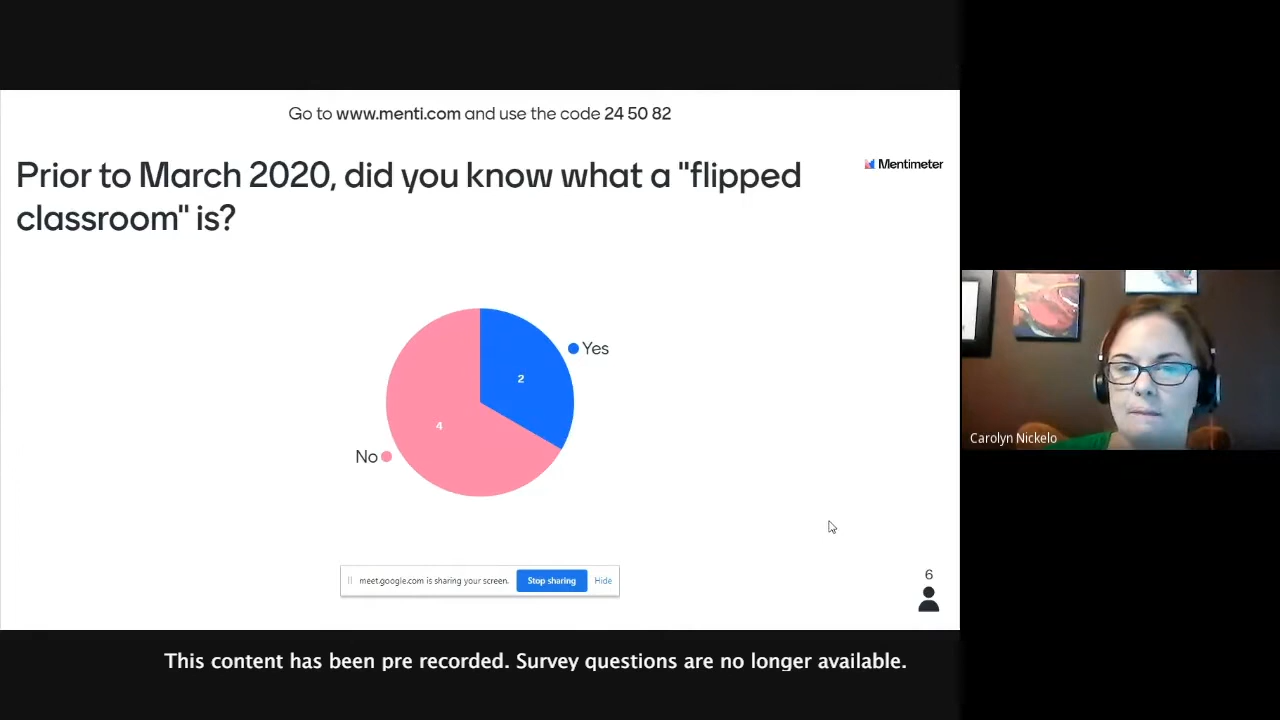 Go to www.menti.com and use the code 24 50 82
Prior to March 2020, did you know what a "flipped
classroom" is?
Mentimeter
Yes
2
4
No
Carolyn Nickelo
meet.google.com is sharing your screen.
Stop sharing
Hide
6
This content has been pre recorded. Survey questions are no longer available.